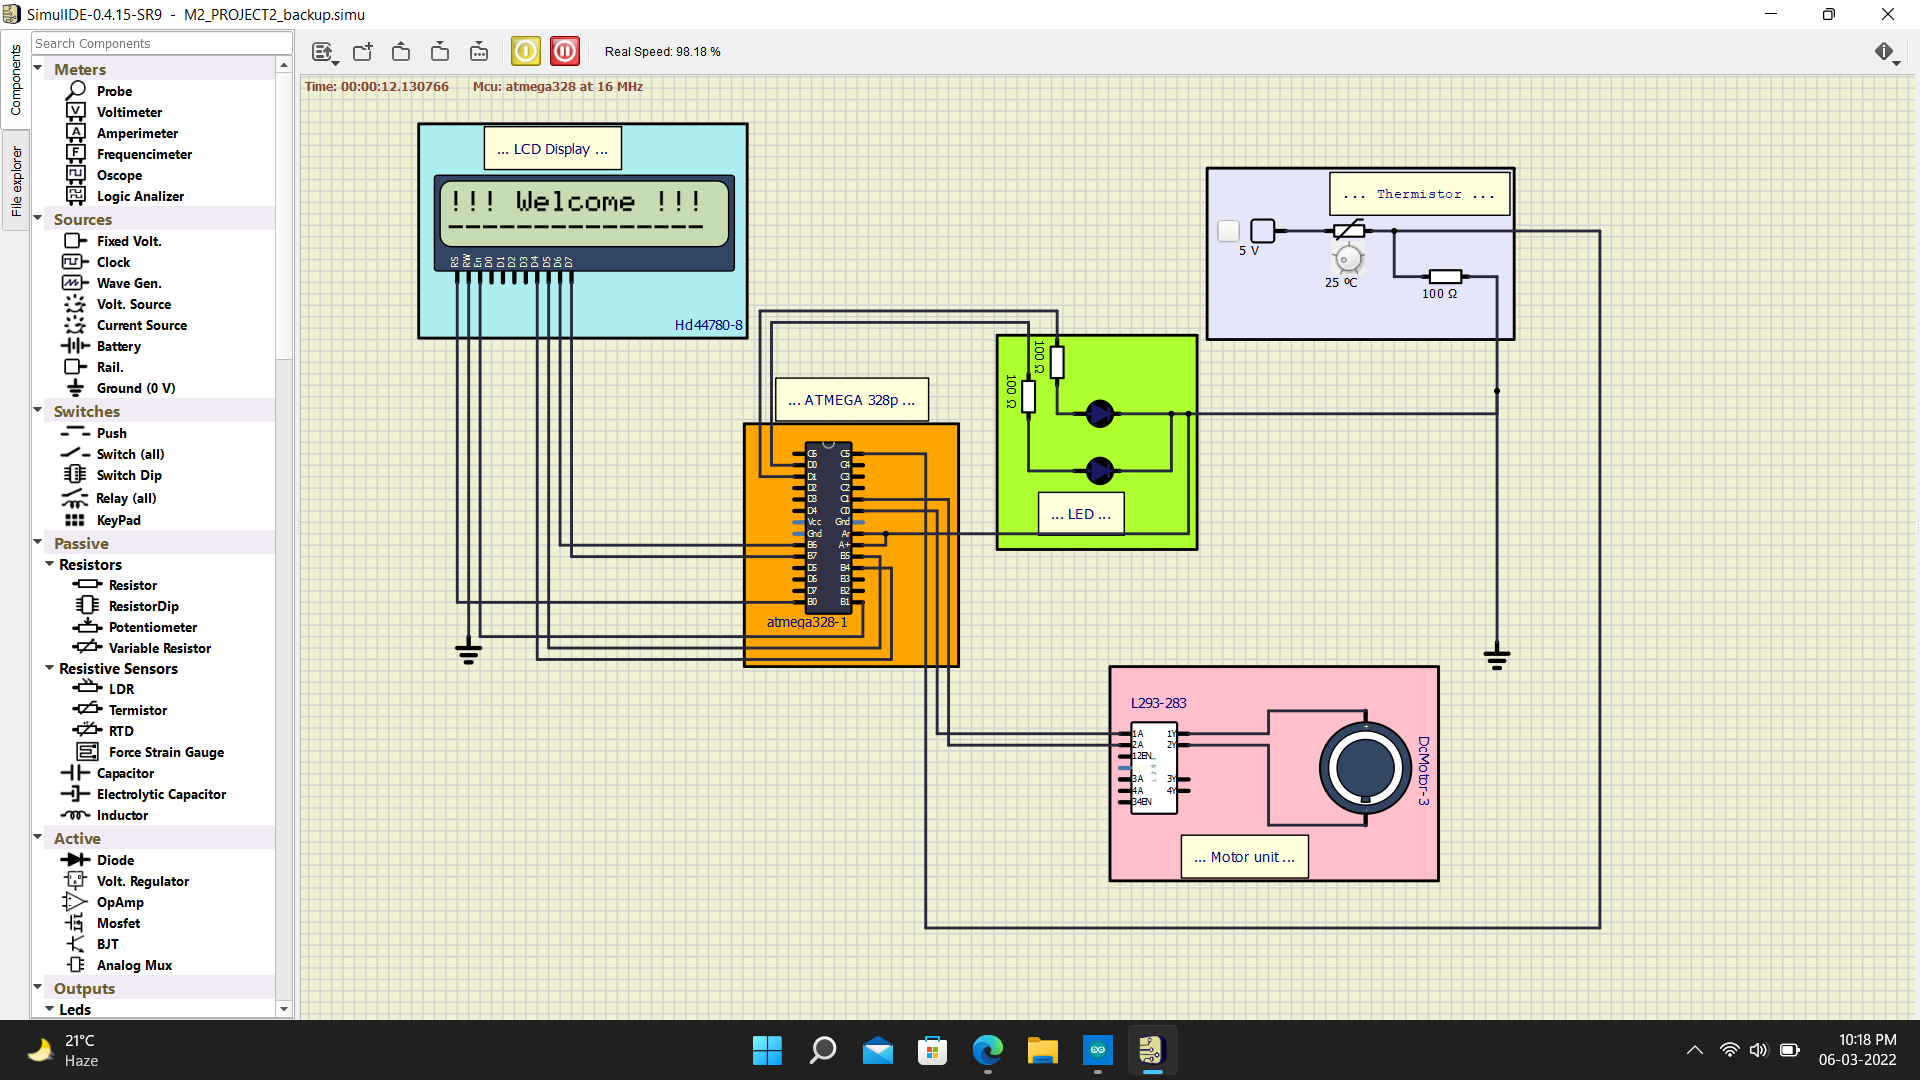 SimulIDE-0.4.15-SR9 - M2_PROJECT2_backup.simu
Components
File explorer
Search Components
Meters
Probe
Voltimeter
Amperimeter
Frequencimeter
Oscope
Logic Analizer
Sources
Fixed Volt.
Clock
Wave Gen.
Volt. Source
Current Source
Battery
Rail.
Ground (0 V)
Switches
Push
Switch (all)
Switch Dip
Relay (all)
KeyPad
Passive
Resistors
Resistor
ResistorDip
Potentiometer
Variable Resistor
Resistive Sensors
LDR
Termistor
RTD
Force Strain Gauge
Capacitor
Electrolytic Capacitor
Inductor
Active
Diode
Volt. Regulator
OpAmp
Mosfet
BJT
Analog Mux
Outputs
Leds
Real Speed: 98.18 %
Time: 00:00:12.130766 Mcu: atmega328 at 16 MHz
... LCD Display ...
!!! Welcome !!!
----------------
RS RW En D0 D1 D2 D3 D4 D5 D6 D7
Hd44780-8
... Thermistor ...
5 V
25 ºC
100 Ω
100 Ω
100 Ω
... LED ...
... ATMEGA 328p ...
C6 C5
D0 C4
D1 C3
D2 C2
D3 C1
D4 C0
Vcc Gnd
Gnd Ar
B6 A+
B7 B5
D5 B4
D6 B3
D7 B2
B0 B1
atmega328-1
L293-283
1A 1Y
2A 2Y
12EN
L293
3A 3Y
4A 4Y
34EN
DcMotor-3
... Motor unit ...
21°C
Haze
10:18 PM
06-03-2022